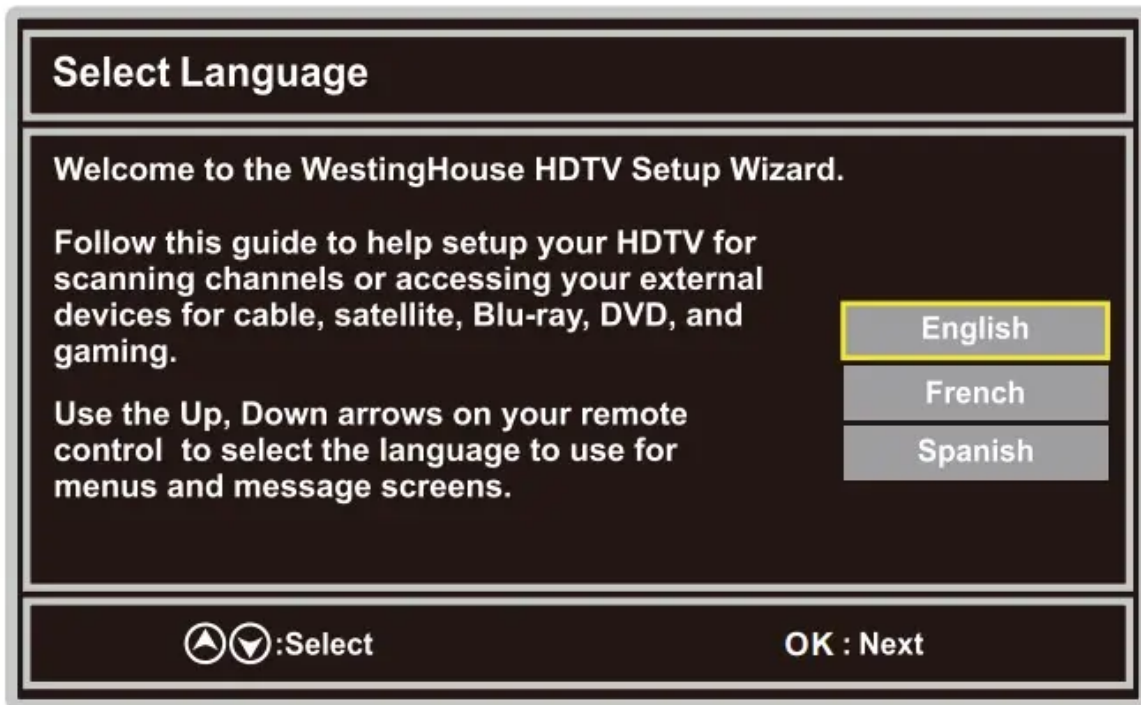 Select Language
Welcome to the WestingHouse HDTV Setup Wizard.
Follow this guide to help setup your HDTV for
scanning channels or accessing your external
devices for cable, satellite, Blu-ray, DVD, and
gaming.
Use the Up, Down arrows on your remote
control to select the language to use for
menus and message screens.
English
French
Spanish
:Select
OK : Next